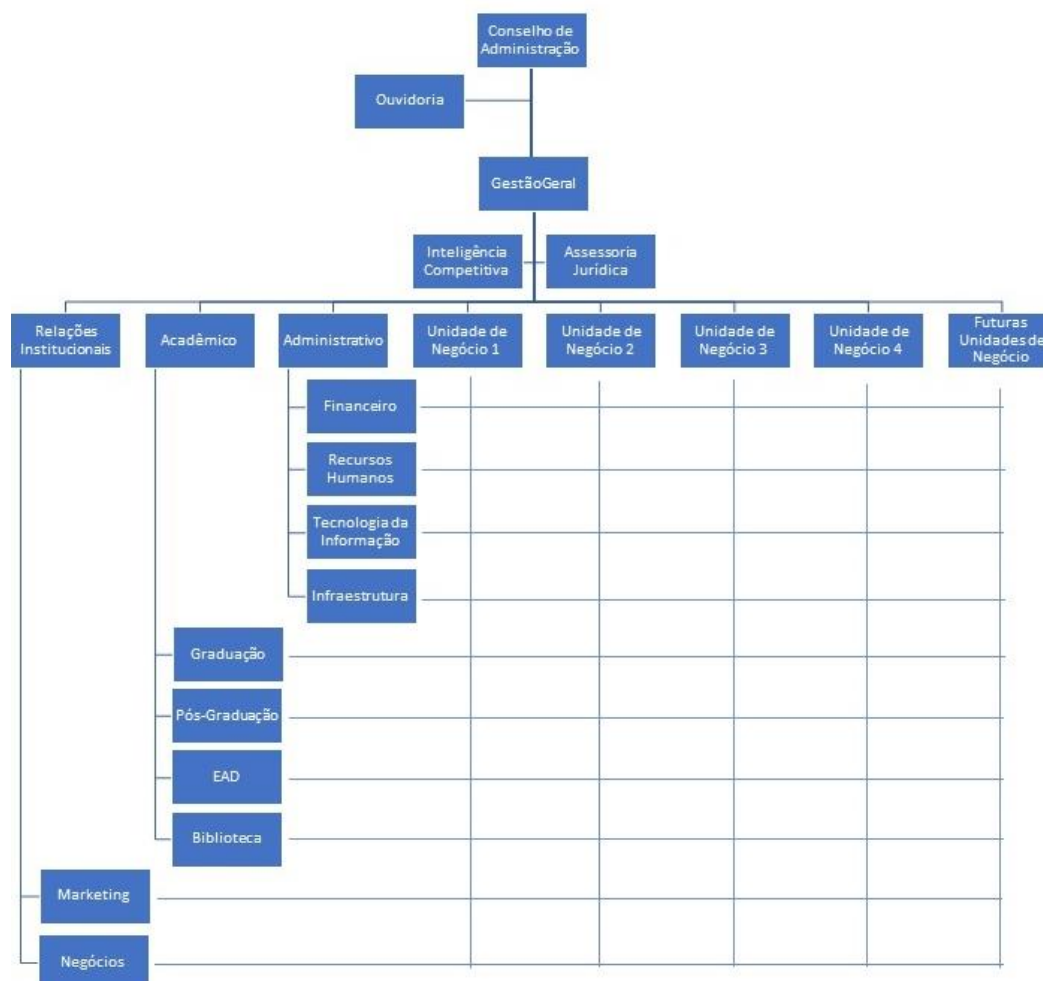 Conselho de
Administração
Ouvidoria
GestãoGeral
Inteligência
Competitiva
Assessoria
Jurídica
Relações
Institucionais
Acadêmico
Administrativo
Unidade de
Negócio 1
Unidade de
Negócio 2
Unidade de
Negócio 3
Unidade de
Negócio 4
Futuras
Unidades de
Negócio
Financeiro
Recursos
Humanos
Tecnologia da
Informação
Infraestrutura
Graduação
Pós-Graduação
EAD
Biblioteca
Marketing
Negócios